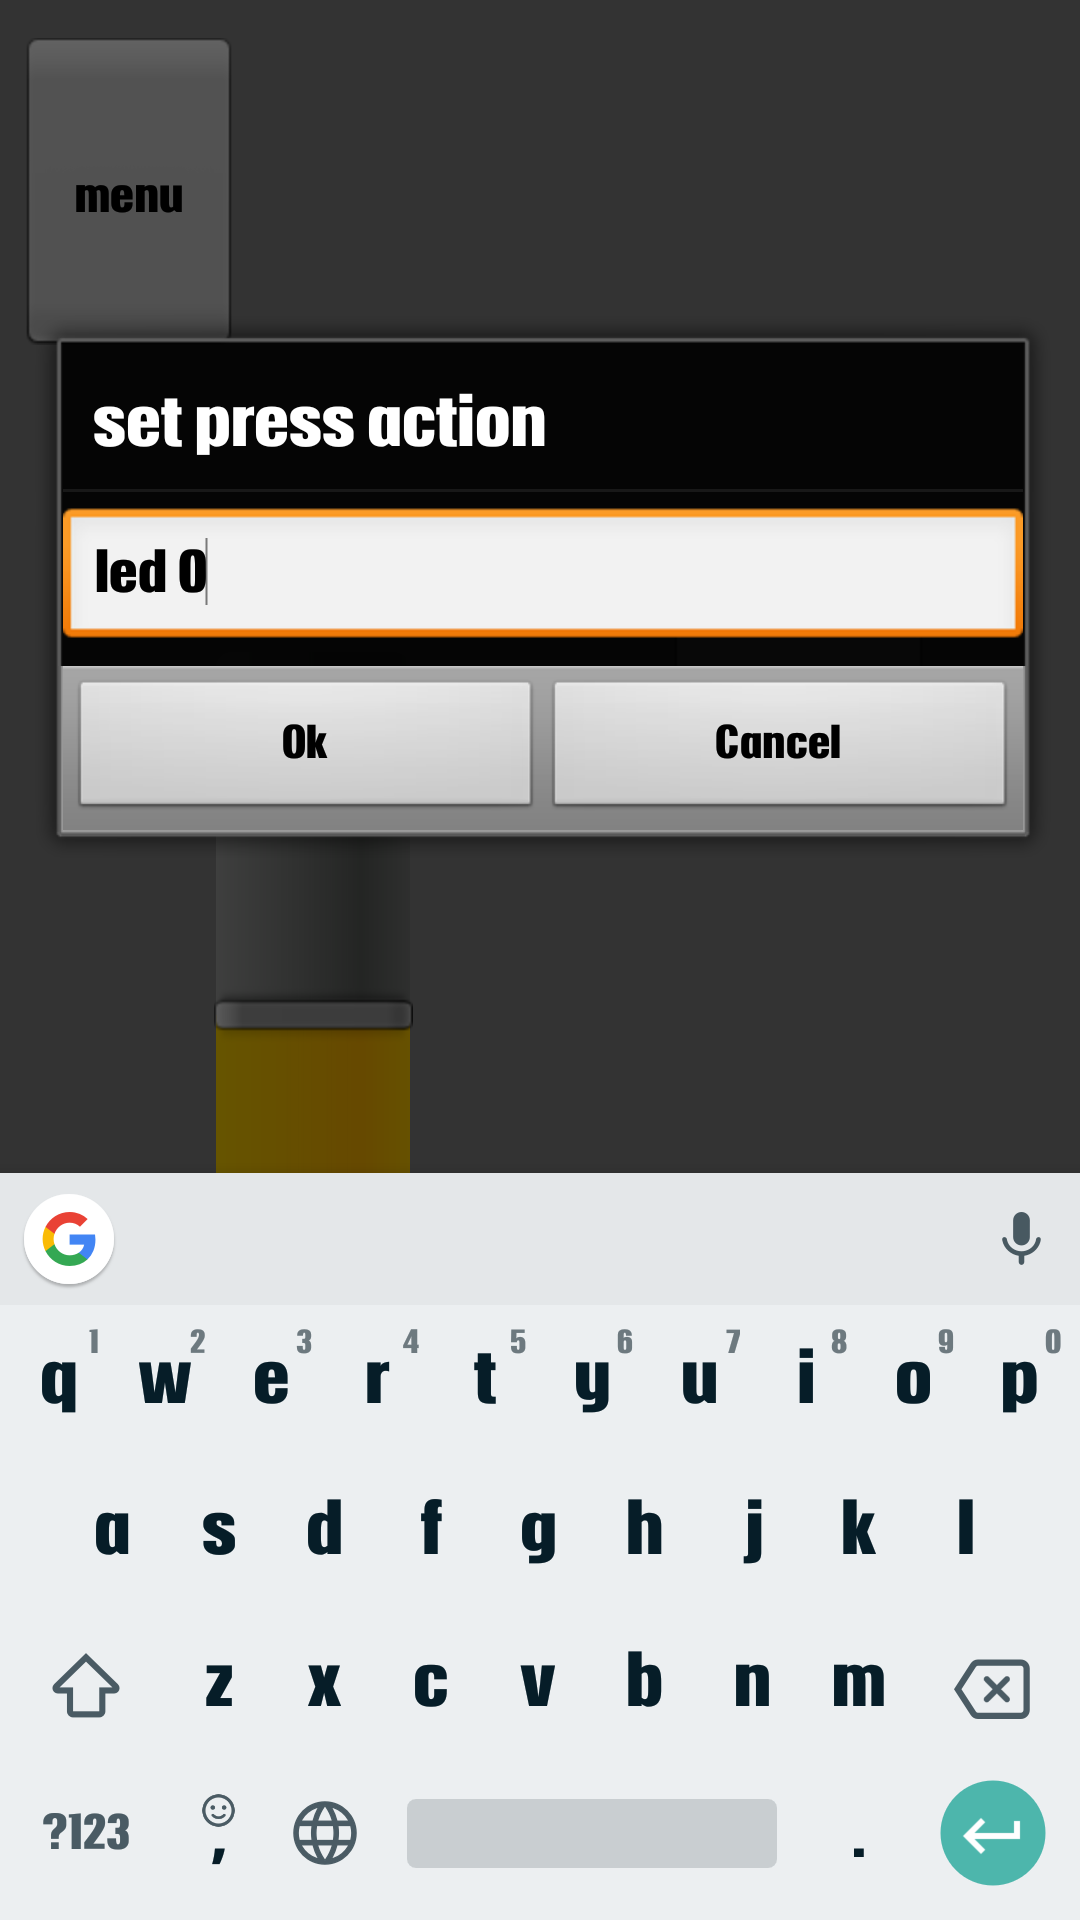 menu
set press action
led 0
Ok Cancel
1 2 3 4 5 6 7 8 9 0
q w e r t y u i o p
a s d f g h j k l
z x c v b n m
?123 , .